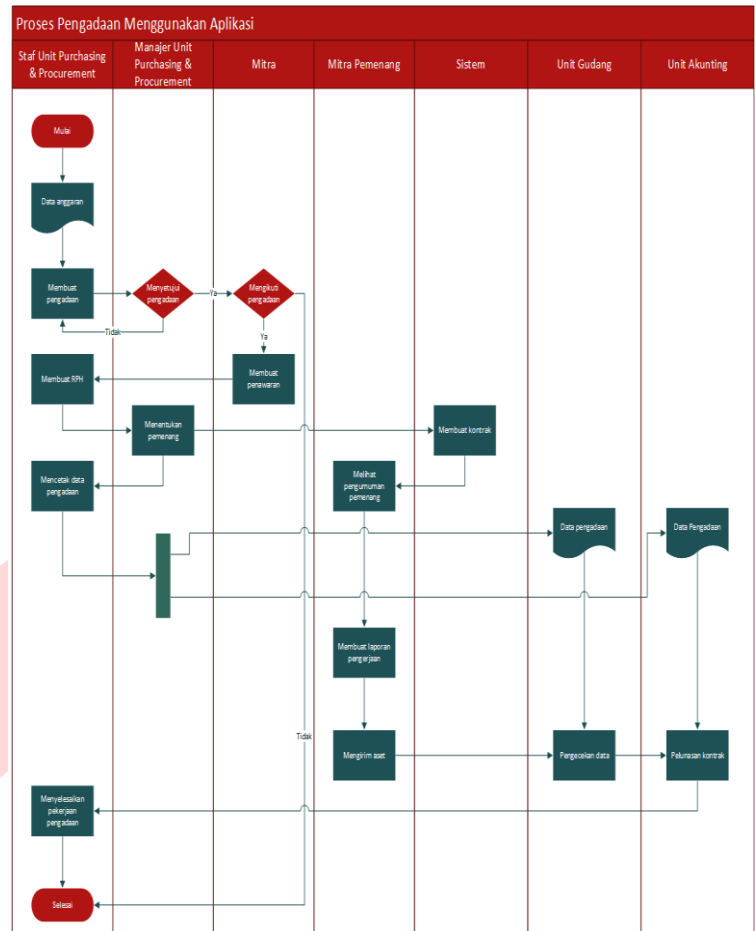 Proses Pengadaan Menggunakan Aplikasi
Staf Unit Purchasing
& Procurement
Manajer Unit
Purchasing &
Procurement
Mitra
Mitra Pemenang
Sistem
Unit Gudang
Unit Akunting
Mulai
Data anggaran
Membuat
pengadaan
Menyetujui
pengadaan
Ya
Mengikuti
pengadaan
Tidak
Ya
Membuat RPH
Membuat
penawaran
Menentukan
pemenang
Membuat kontrak
Mencetak data
pengadaan
Melihat
pengumuman
pemenang
Data pengadaan
Data Pengadaan
Membuat laporan
pengerjaan
Tidak
Mengirim aset
Pengecekan data
Pelunasan kontrak
Menyelesaikan
pekerjaan
pengadaan
Selesai